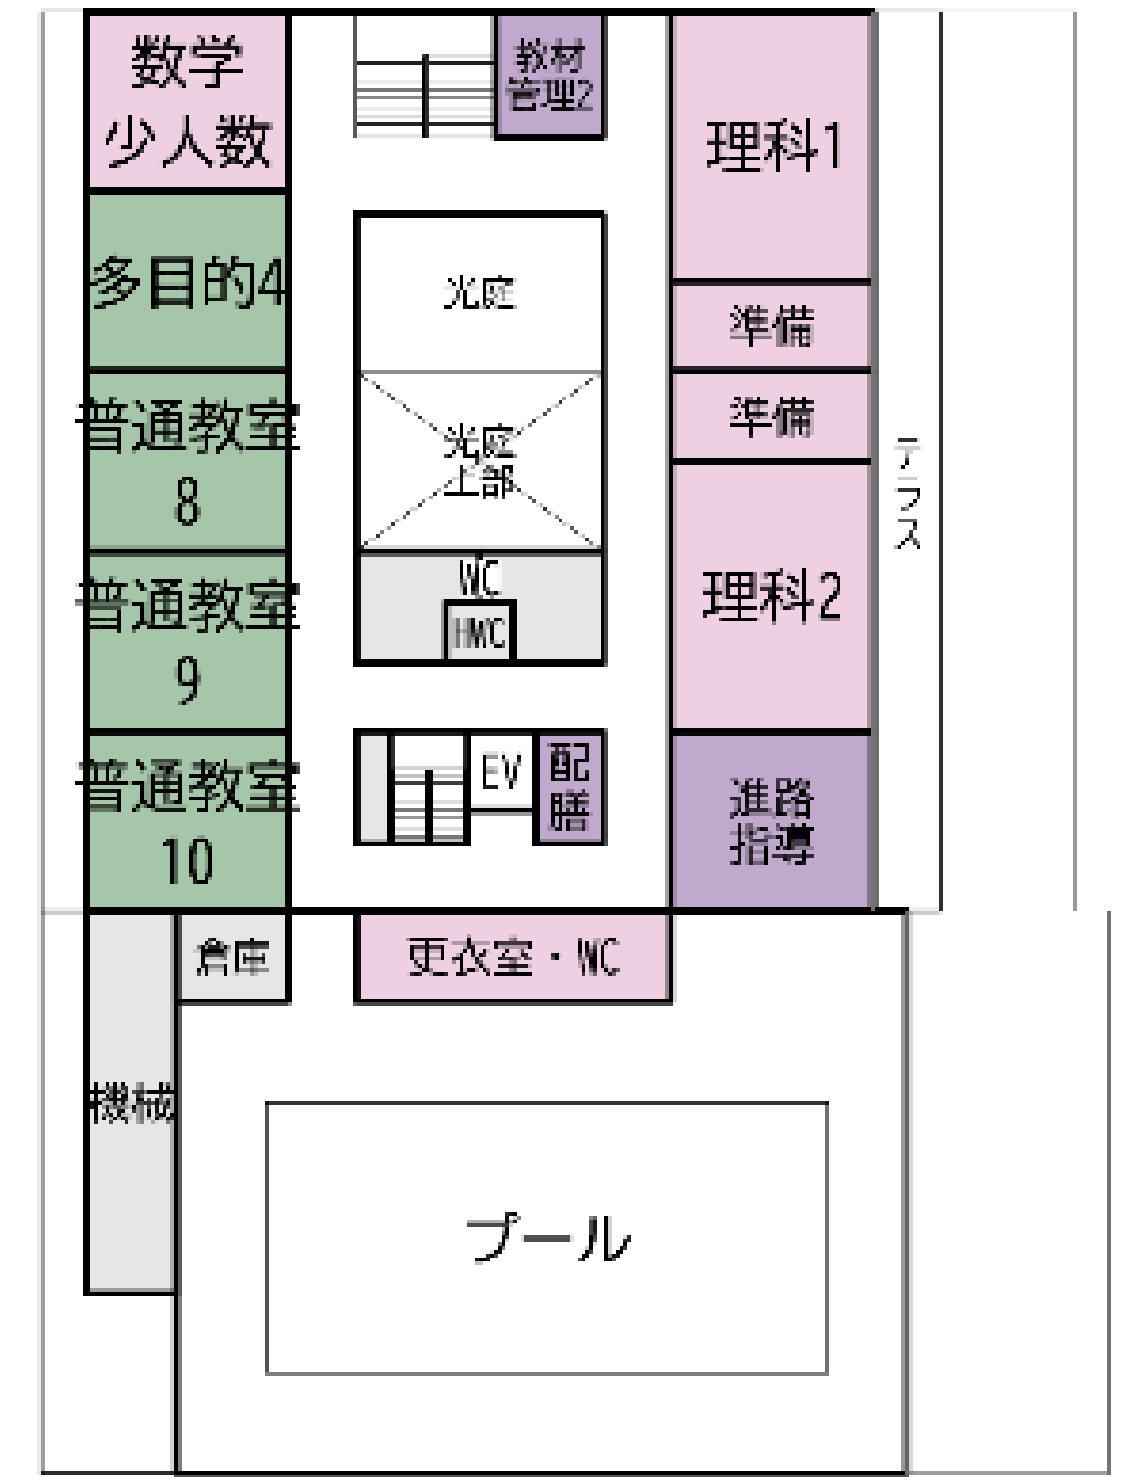 数学
少人数
教材
管理2
理科1
多目的4
光庭
準備
準備
普通教室
8
光庭
上部
テラス
普通教室
9
WC
HWC
理科2
普通教室
10
EV
配
膳
進路
指導
倉庫
更衣室・WC
機械
プール